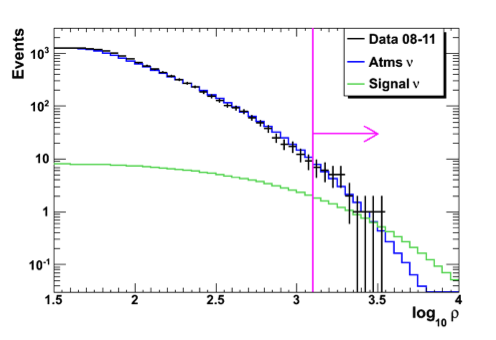 Events
10³
10²
10
1
10⁻¹
1.5 2 2.5 3 3.5 4
log₁₀ ρ
Data 08-11
Atms ν
Signal ν